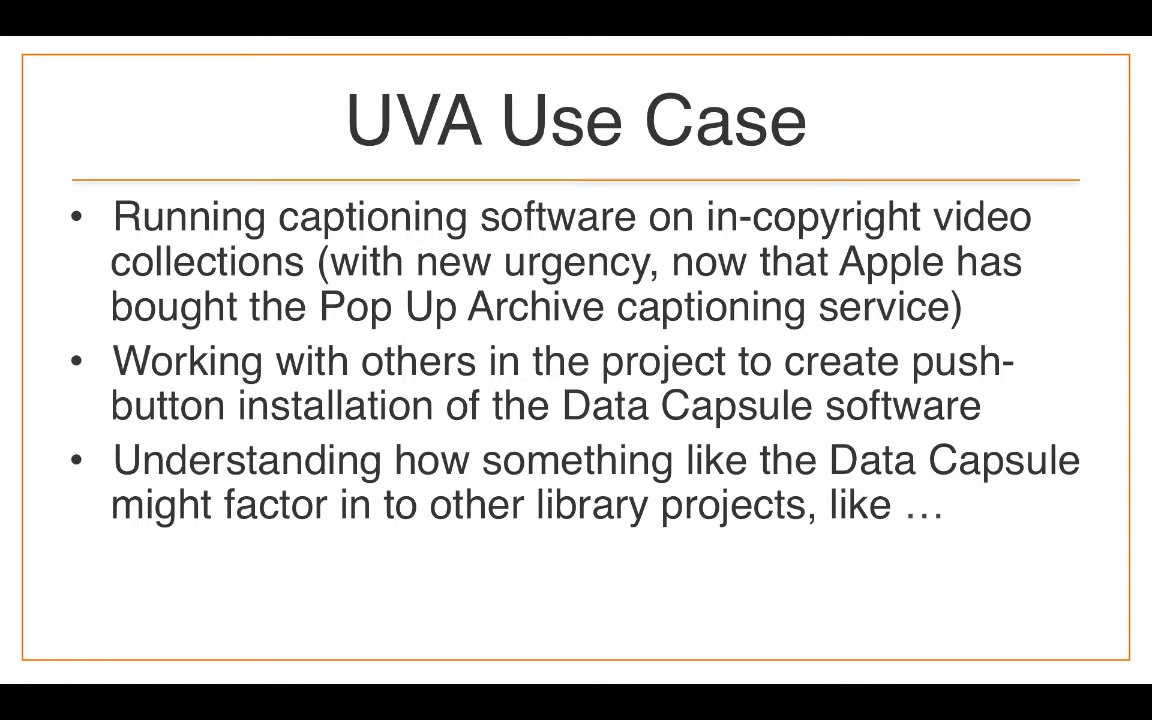 UVA Use Case
• Running captioning software on in-copyright video
collections (with new urgency, now that Apple has
bought the Pop Up Archive captioning service)
• Working with others in the project to create push-
button installation of the Data Capsule software
• Understanding how something like the Data Capsule
might factor in to other library projects, like …